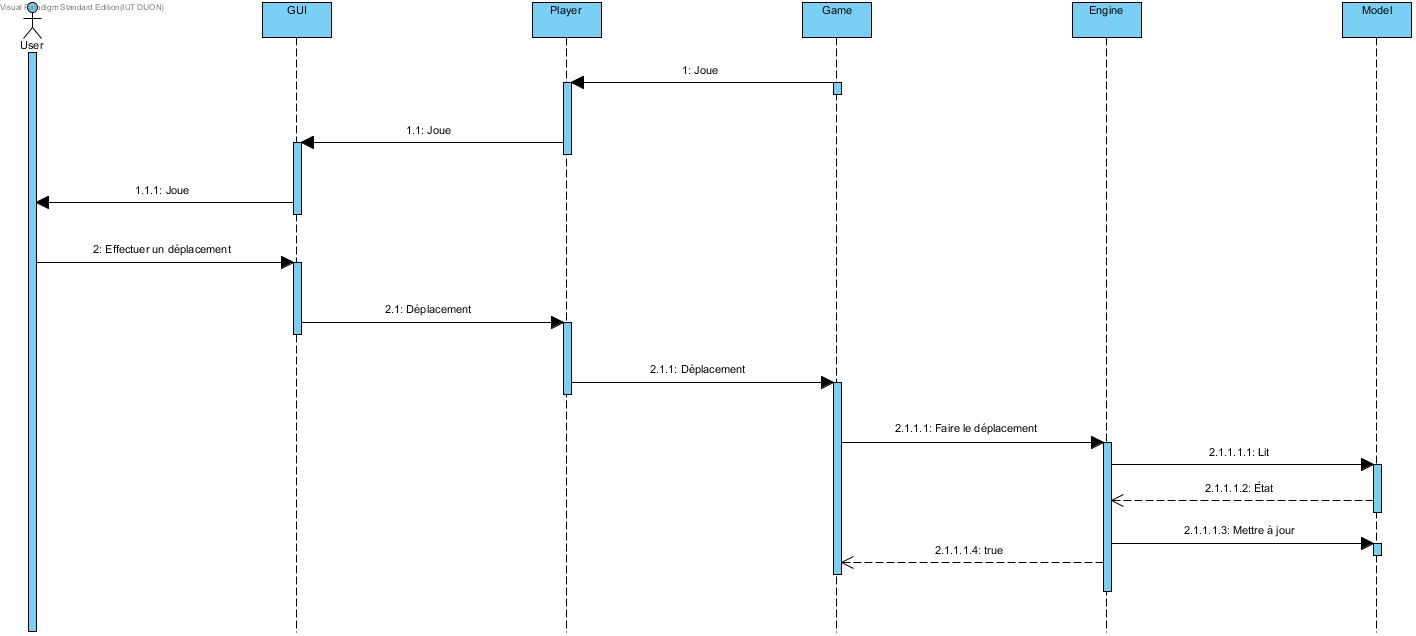 Visual Paradigm Standard Edition(IUT DIJON)
GUI
Player
Game
Engine
Model
User
1: Joue
1.1: Joue
1.1.1: Joue
2: Effectuer un déplacement
2.1: Déplacement
2.1.1: Déplacement
2.1.1.1: Faire le déplacement
2.1.1.1.1: Lit
2.1.1.1.2: État
2.1.1.1.3: Mettre à jour
2.1.1.1.4: true